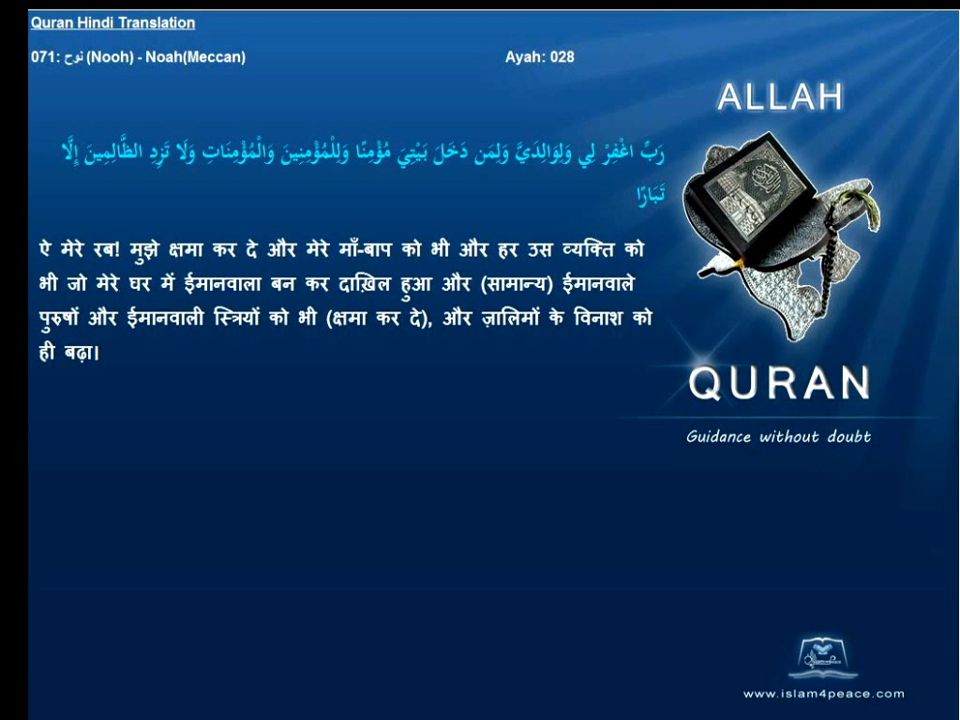 Quran Hindi Translation
071: نوح (Nooh) - Noah(Meccan)
Ayah: 028
ALLAH
رَبِّ اغْفِرْ لِي وَلِوَالِدَيَّ وَلِمَن دَخَلَ بَيْتِيَ مُؤْمِنًا وَلِلْمُؤْمِنِينَ وَالْمُؤْمِنَاتِ وَلَا تَزِدِ الظَّالِمِينَ إِلَّا
تَبَارًا
ऐ मेरे रब! मुझे क्षमा कर दे और मेरे माँ-बाप को भी और हर उस व्यक्ति को
भी जो मेरे घर में ईमानवाला बन कर दाख़िल हुआ और (सामान्य) ईमानवाले
पुरुषों और ईमानवाली स्त्रियों को भी (क्षमा कर दे), और ज़ालिमों के विनाश को
ही बढ़ा।
QURAN
Guidance without doubt
www.islam4peace.com